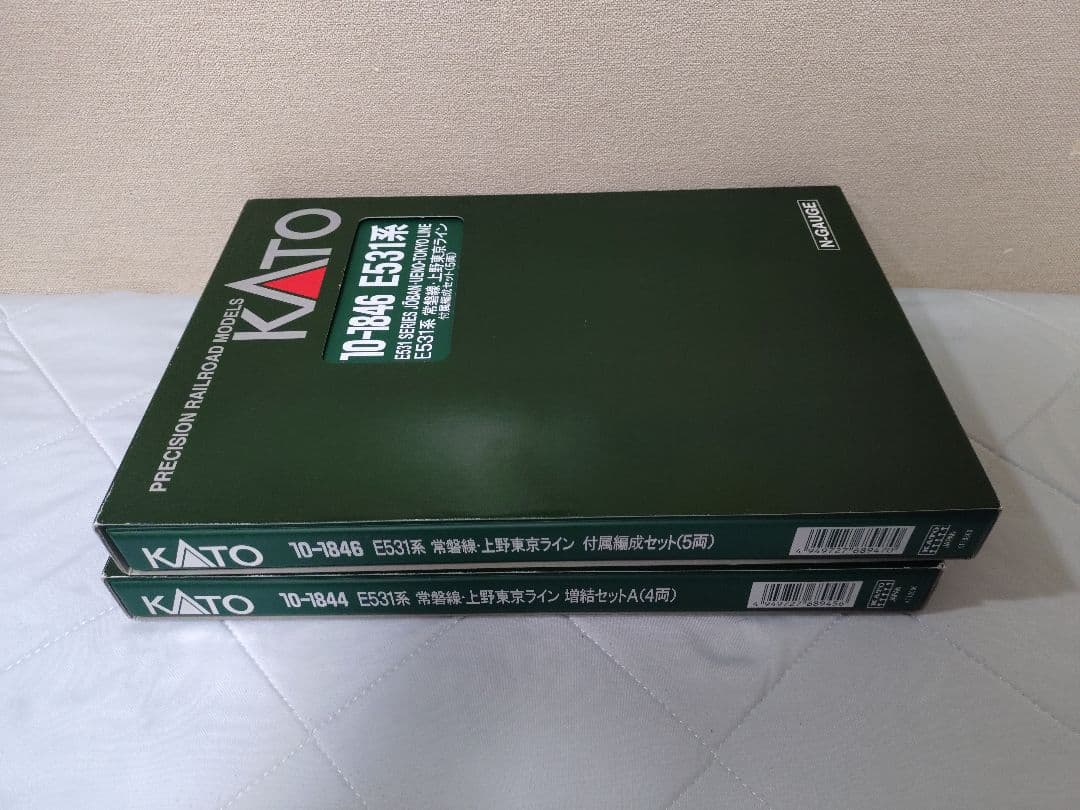 PRECISION RAILROAD MODELS
KATO
10-1846 E531系
E531 SERIES JŌBAN・UENO-TOKYO LINE
E531系 常磐線・上野東京ライン
付属編成セット(5両)
N-GAUGE
KATO 10-1846 E531系 常磐線・上野東京ライン 付属編成セット(5両)
KATO 10-1844 E531系 常磐線・上野東京ライン 増結セットA(4両)